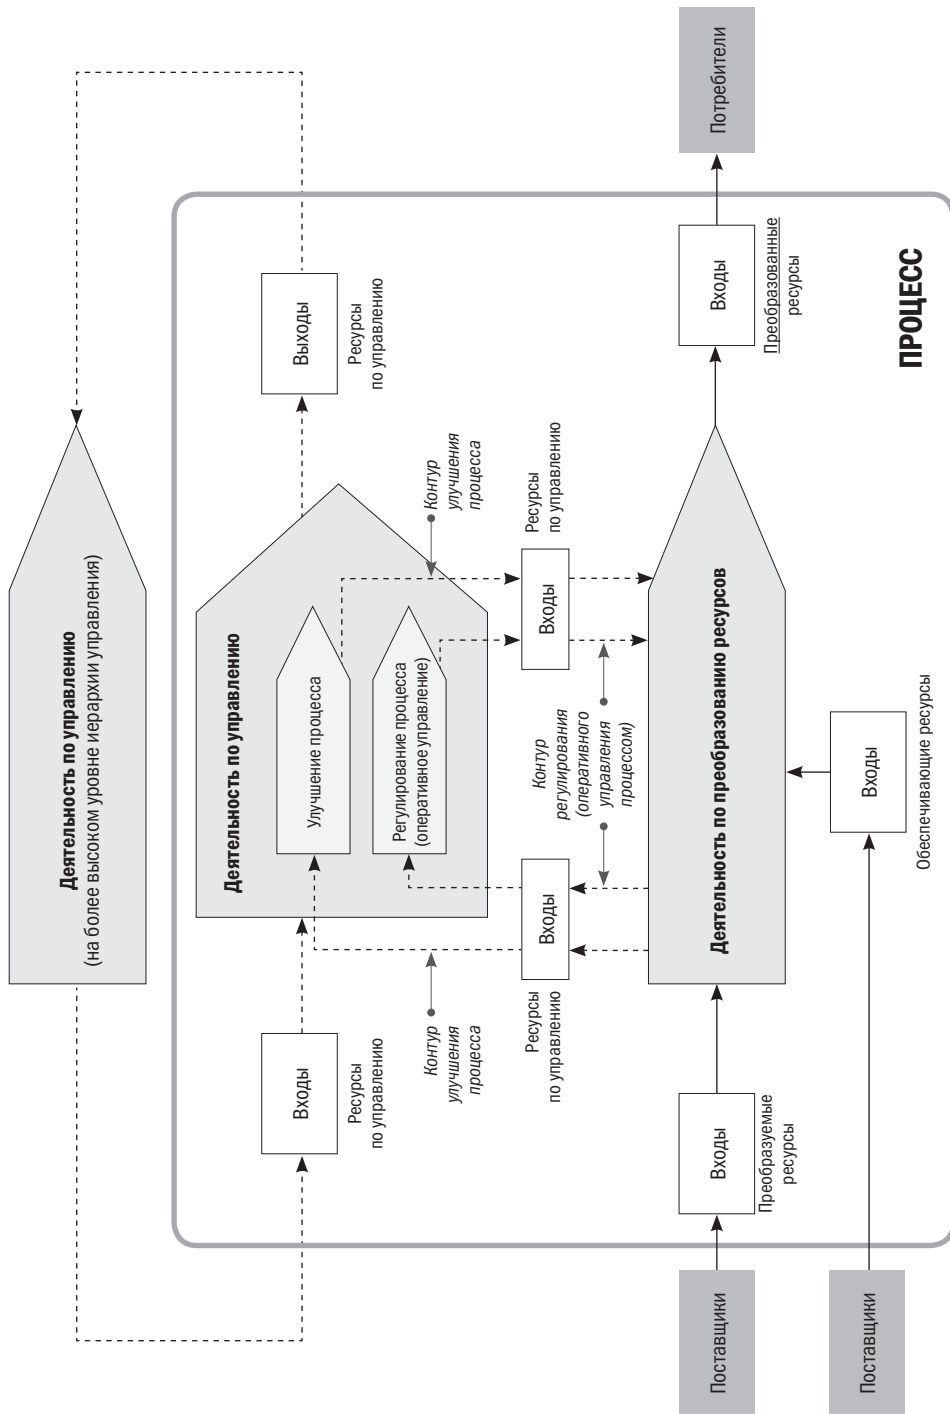 Деятельность по управлению
(на более высоком уровне иерархии управления)
Деятельность по управлению
Улучшение процесса
Регулирование процесса
(оперативное управление)
Входы
Ресурсы
по управлению
Выходы
Ресурсы
по управлению
Контур
улучшения
процесса
Контур
улучшения
процесса
Входы
Ресурсы
по управлению
Контур
регулирования
(оперативного
управления
процессом)
Входы
Ресурсы
по управлению
Поставщики
Входы
Преобразуемые
ресурсы
Деятельность по преобразованию ресурсов
Входы
Преобразованные
ресурсы
Потребители
Поставщики
Входы
Обеспечивающие ресурсы
ПРОЦЕСС